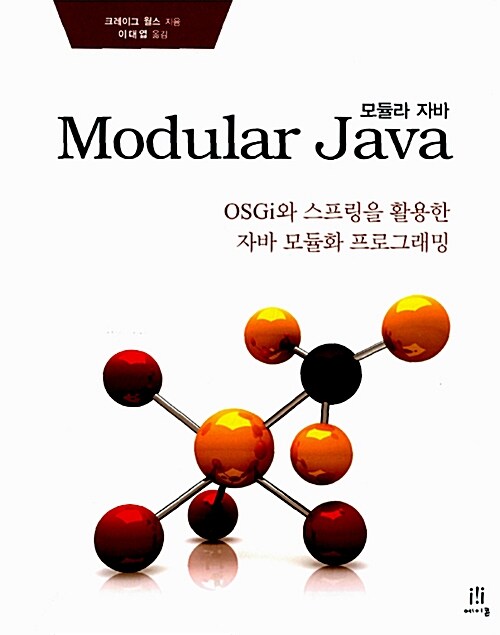 크레이그 월스 지음
이대엽 옮김
모듈라 자바
Modular Java
OSGi와 스프링을 활용한
자바 모듈화 프로그래밍
에이콘